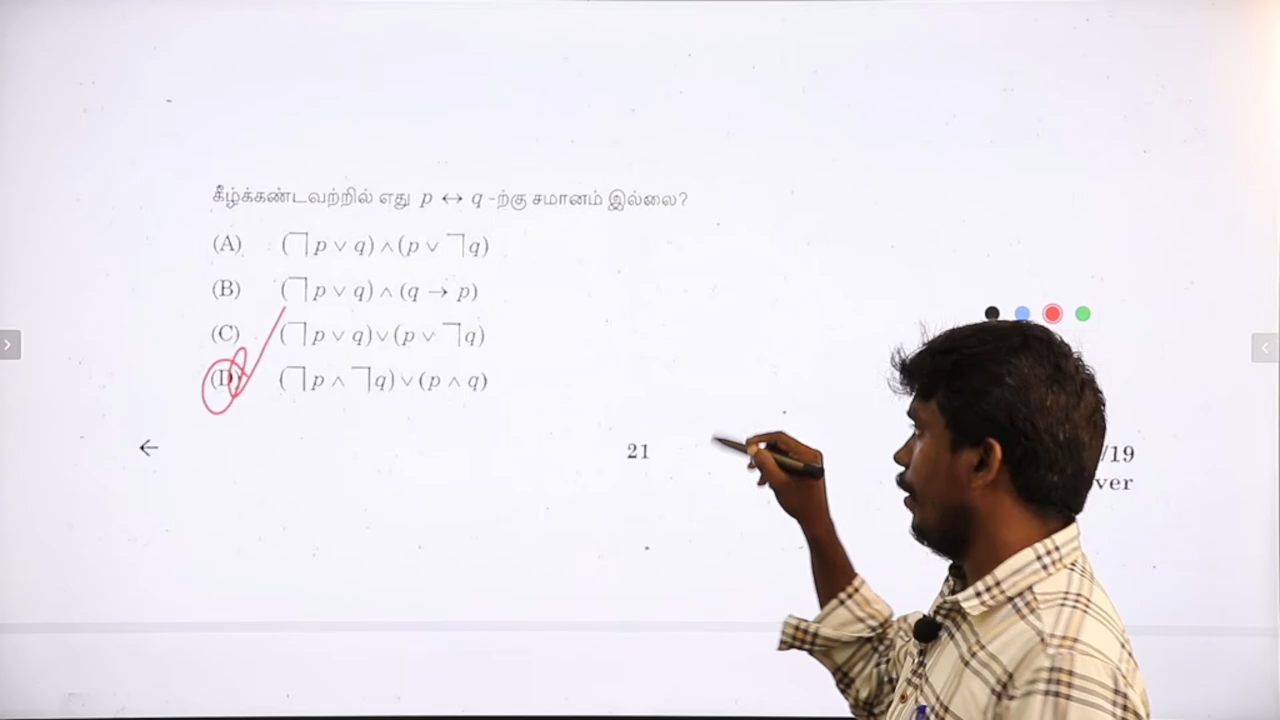 கீழ்க்கண்டவற்றில் எது p ↔ q -ற்கு சமானம் இல்லை?
(A) (¬p ∨ q) ∧ (p ∨ ¬q)
(B) (¬p ∨ q) ∧ (q → p)
(C) (¬p ∨ q) ∨ (p ∨ ¬q)
(D) (¬p ∧ ¬q) ∨ (p ∧ q)
← 21 /19
ver